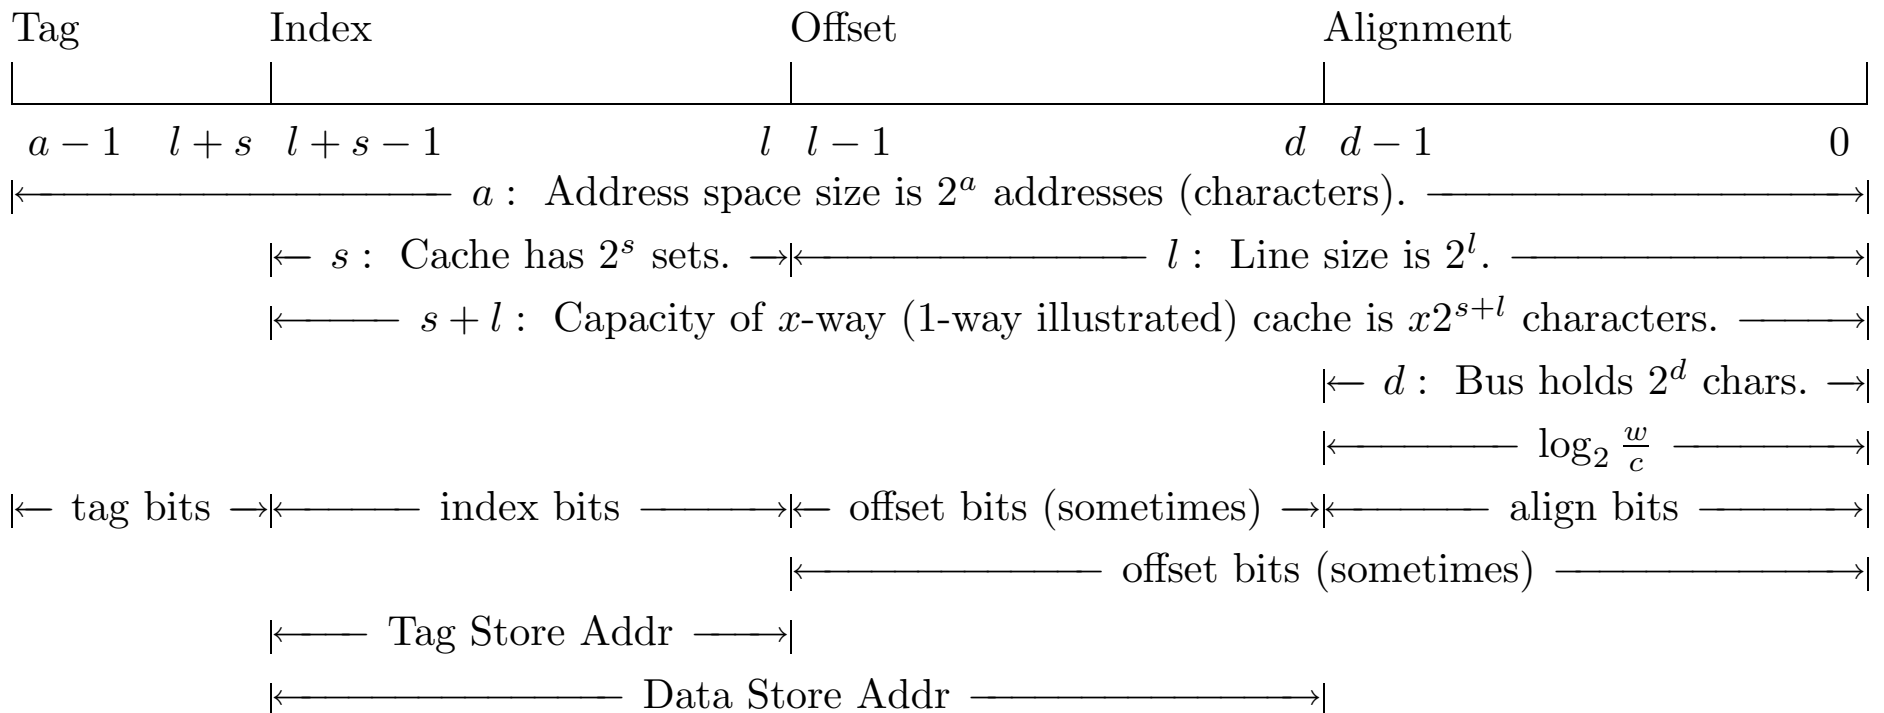 Tag Index Offset Alignment
a − 1 l + s l + s − 1 l l − 1 d d − 1 0
a : Address space size is 2^a addresses (characters).
s : Cache has 2^s sets. l : Line size is 2^l.
s + l : Capacity of x-way (1-way illustrated) cache is x2^{s+l} characters.
d : Bus holds 2^d chars.
log_2 w/c
tag bits index bits offset bits (sometimes) align bits
offset bits (sometimes)
Tag Store Addr
Data Store Addr